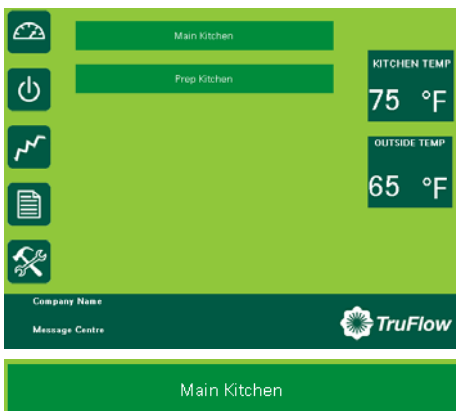 Main Kitchen
Prep Kitchen
KITCHEN TEMP
75 °F
OUTSIDE TEMP
65 °F
Company Name
Message Centre
TruFlow
Main Kitchen